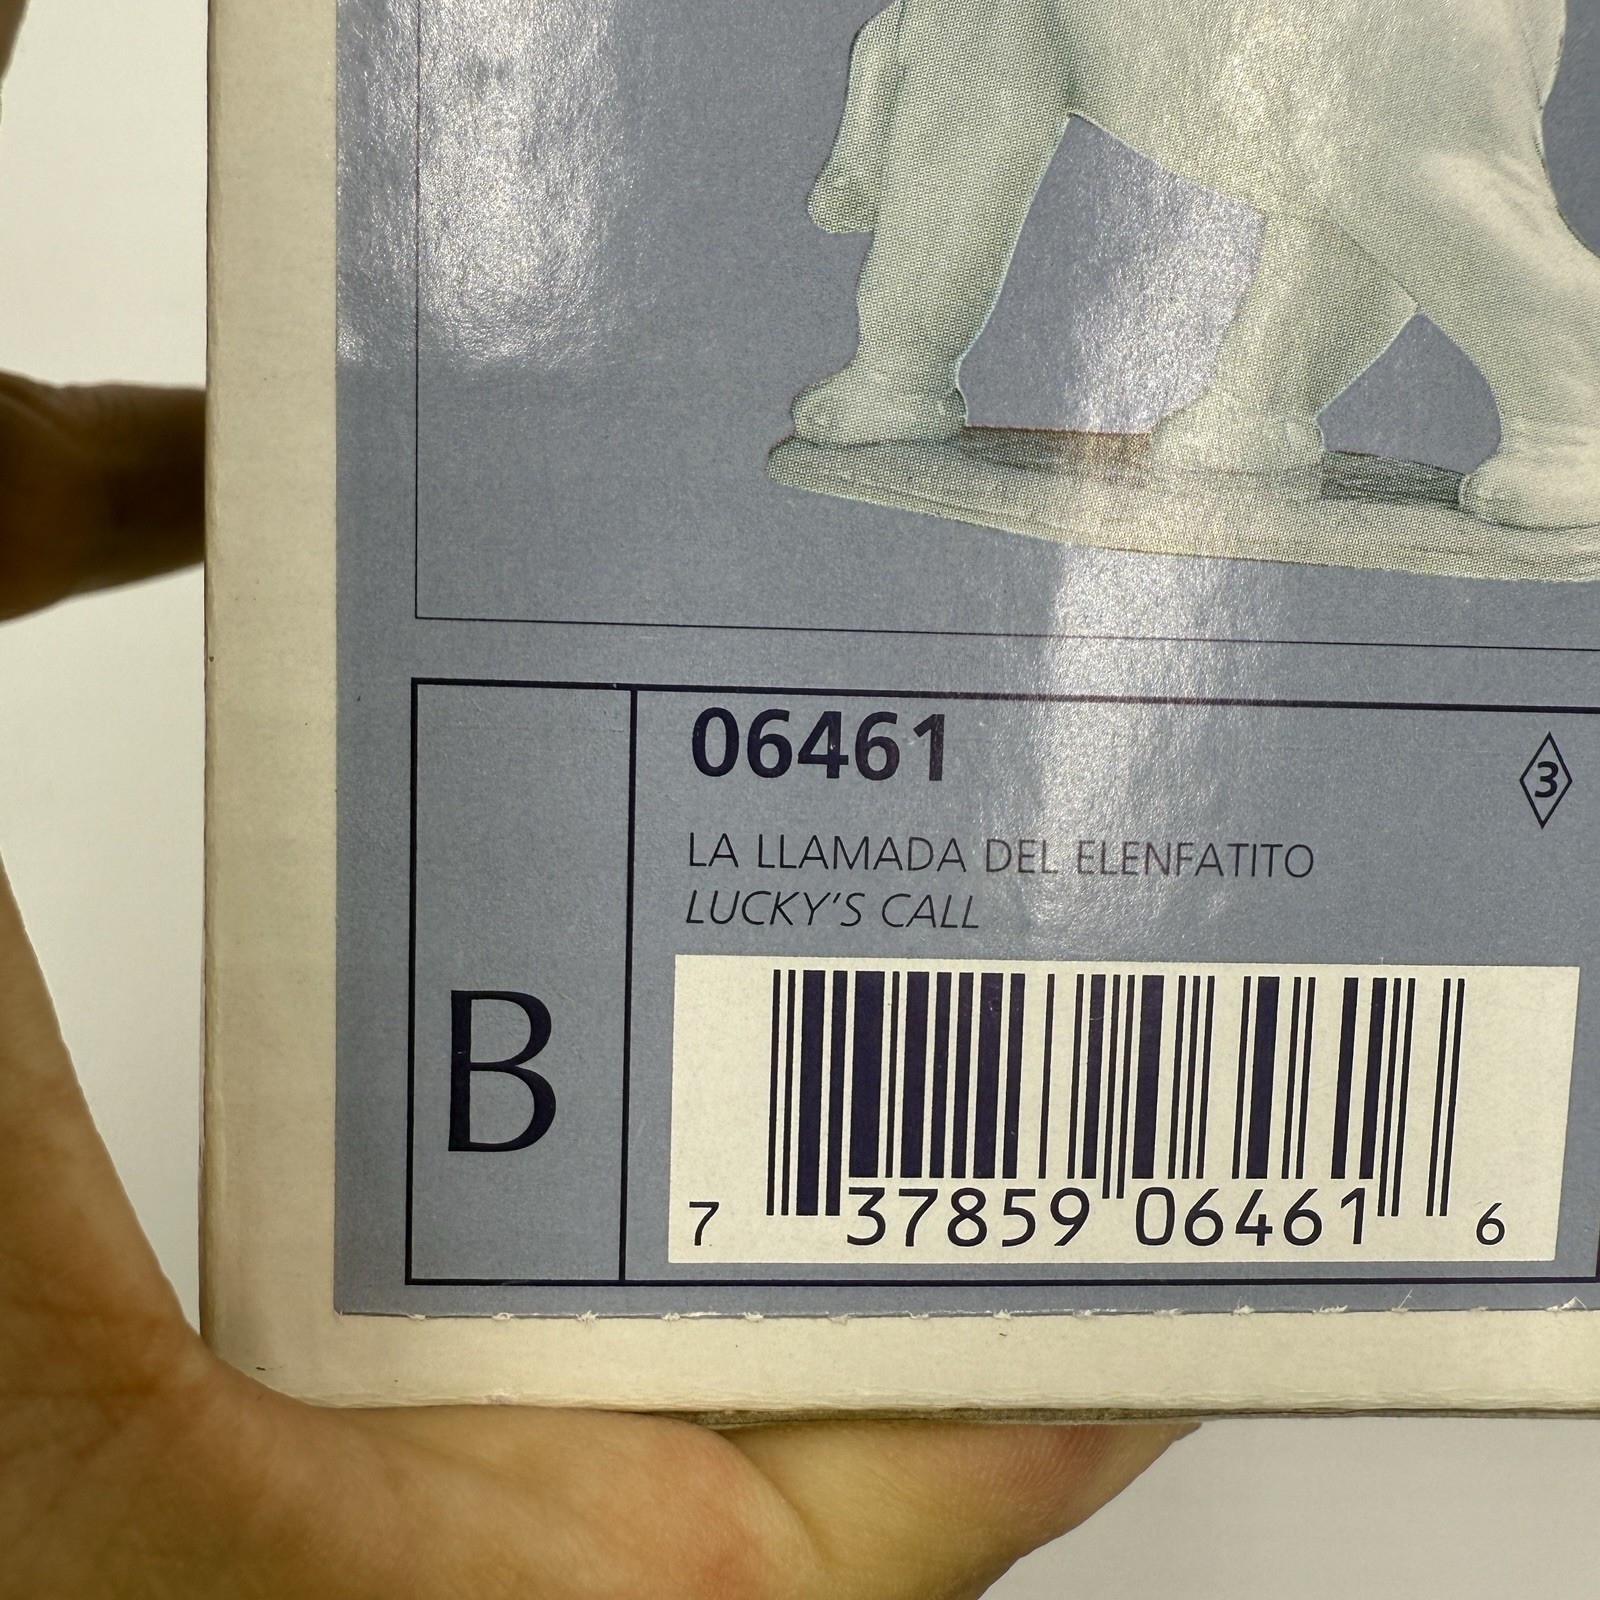 06461
3
LA LLAMADA DEL ELENFATITO
LUCKY'S CALL
B
7 37859 06461 6